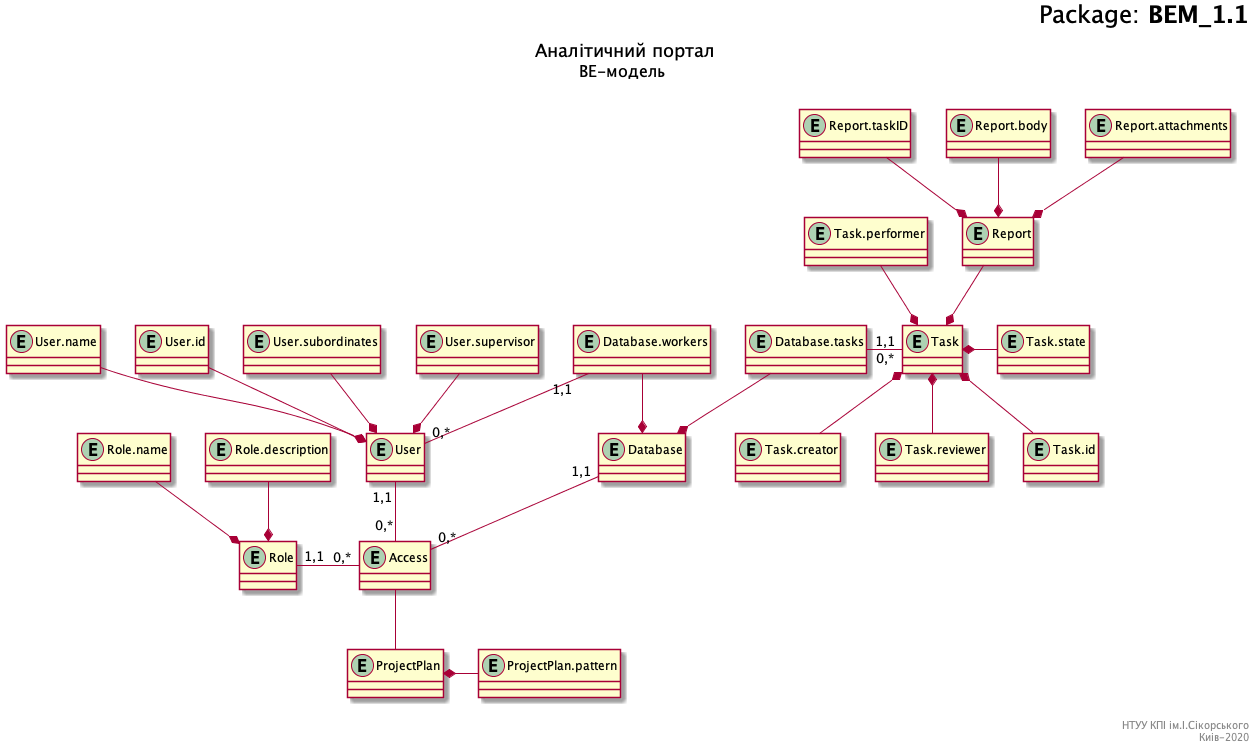 Package: BEM_1.1
Аналітичний портал
BE-модель
E Report.taskID
E Report.body
E Report.attachments
E Task.performer
E Report
E User.name
E User.id
E User.subordinates
E User.supervisor
E Database.workers
E Database.tasks
1,1
0,*
E Task
E Task.state
1,1
0,*
E Role.name
E Role.description
E User
E Database
E Task.creator
E Task.reviewer
E Task.id
1,1
0,*
1,1
0,*
E Role
1,1 0,*
E Access
E ProjectPlan
E ProjectPlan.pattern
НТУУ КПІ ім.І.Сікорського
Київ-2020